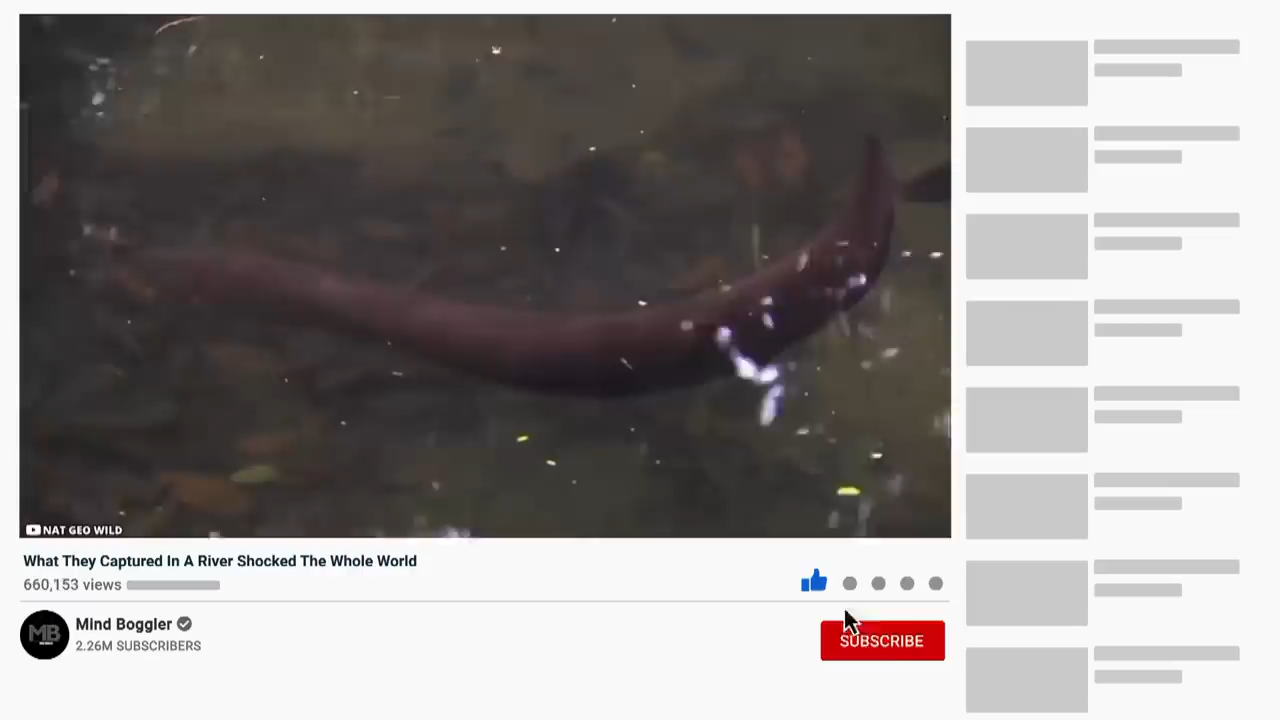 NAT GEO WILD
What They Captured In A River Shocked The Whole World
660,153 views
MB
Mind Boggler
2.26M SUBSCRIBERS
SUBSCRIBE